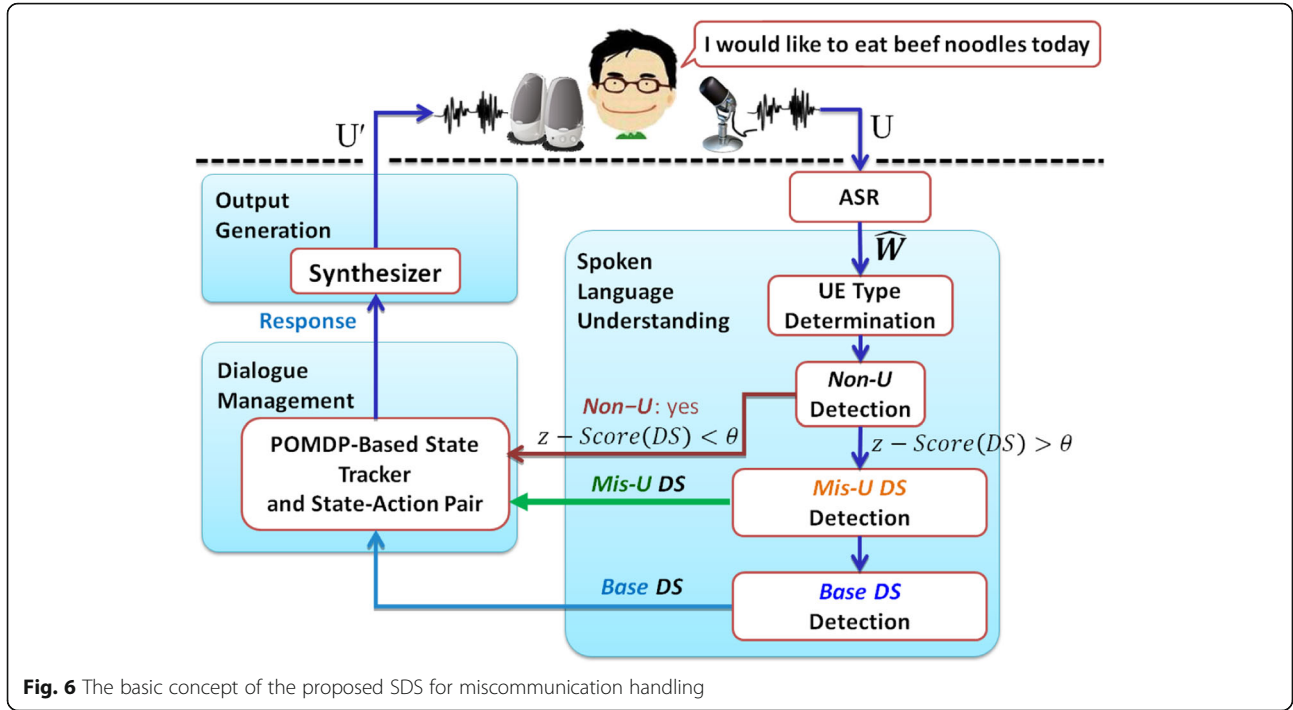 I would like to eat beef noodles today
U′
U
Output
Generation
Synthesizer
Response
Dialogue
Management
POMDP-Based State
Tracker
and State-Action Pair
ASR
Ŵ
Spoken
Language
Understanding
UE Type
Determination
Non-U
Detection
Non−U: yes
z − Score(DS) < θ
z − Score(DS) > θ
Mis-U DS
Mis-U DS
Detection
Base DS
Base DS
Detection
Fig. 6 The basic concept of the proposed SDS for miscommunication handling